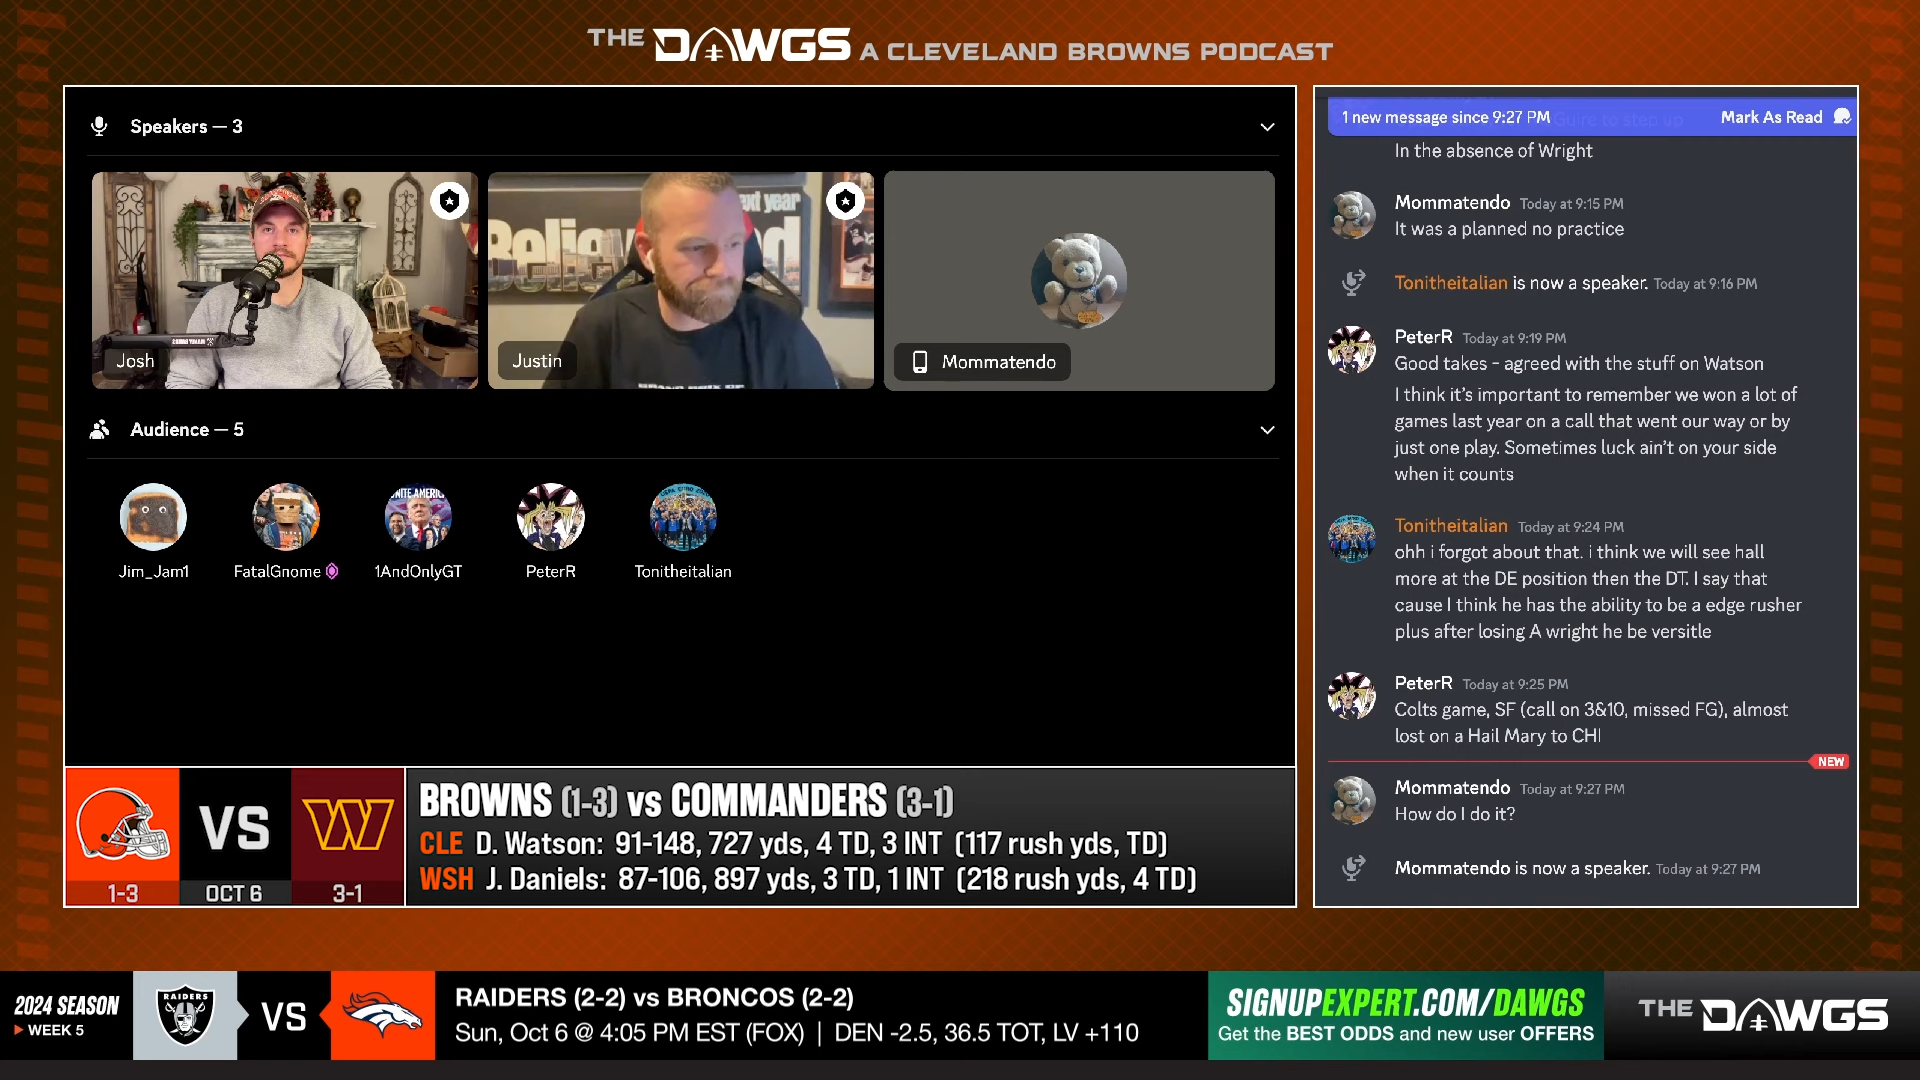 THE DAWGS A CLEVELAND BROWNS PODCAST
Speakers — 3
Josh
Justin
Mommatendo
Audience — 5
Jim_Jam1
FatalGnome
1AndOnlyGT
PeterR
Tonitheitalian
1 new message since 9:27 PM
Mark As Read
In the absence of Wright
Mommatendo Today at 9:15 PM
It was a planned no practice
Tonitheitalian is now a speaker. Today at 9:16 PM
PeterR Today at 9:19 PM
Good takes - agreed with the stuff on Watson
I think it's important to remember we won a lot of
games last year on a call that went our way or by
just one play. Sometimes luck ain't on your side
when it counts
Tonitheitalian Today at 9:24 PM
ohh i forgot about that. i think we will see hall
more at the DE position then the DT. I say that
cause I think he has the ability to be a edge rusher
plus after losing A wright he be versitle
PeterR Today at 9:25 PM
Colts game, SF (call on 3&10, missed FG), almost
lost on a Hail Mary to CHI
NEW
Mommatendo Today at 9:27 PM
How do I do it?
Mommatendo is now a speaker. Today at 9:27 PM
VS
1-3
OCT 6
3-1
BROWNS (1-3) vs COMMANDERS (3-1)
CLE D. Watson: 91-148, 727 yds, 4 TD, 3 INT (117 rush yds, TD)
WSH J. Daniels: 87-106, 897 yds, 3 TD, 1 INT (218 rush yds, 4 TD)
2024 SEASON
WEEK 5
RAIDERS
VS
RAIDERS (2-2) vs BRONCOS (2-2)
Sun, Oct 6 @ 4:05 PM EST (FOX) | DEN -2.5, 36.5 TOT, LV +110
SIGNUPEXPERT.COM/DAWGS
Get the BEST ODDS and new user OFFERS
THE DAWGS